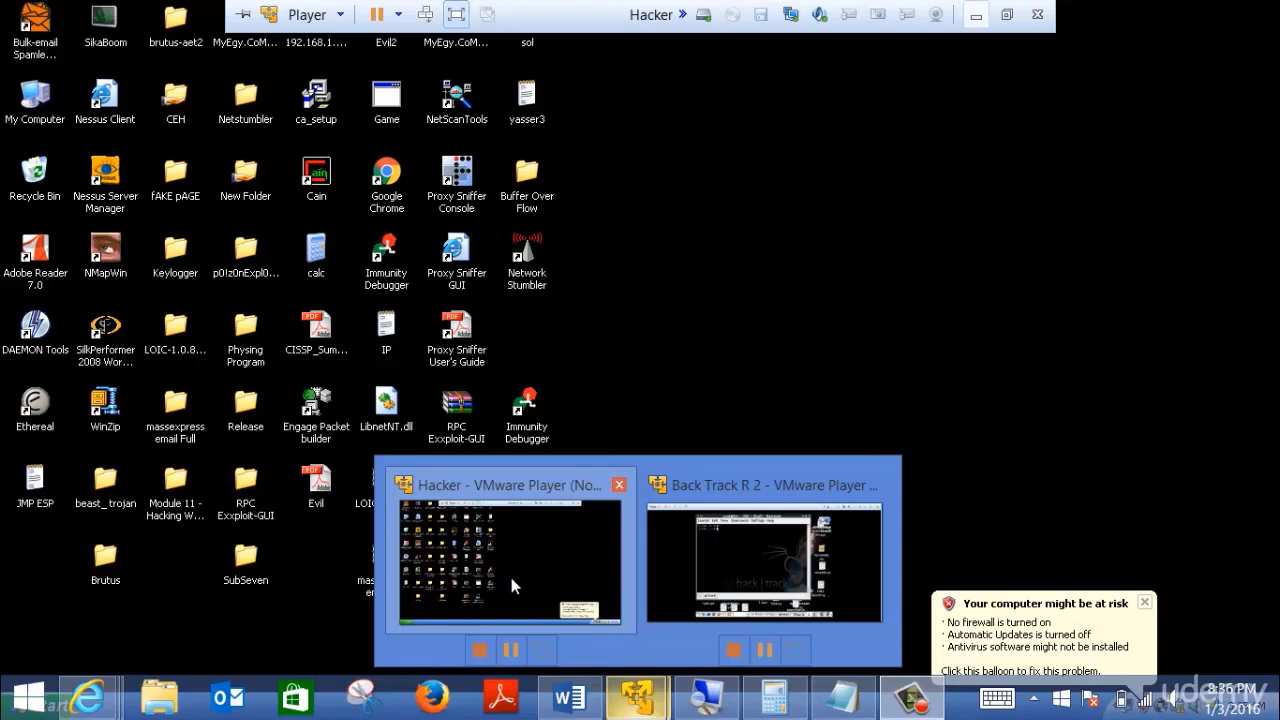 Player
Hacker »
Bulk-email
Spamle...
SikaBoom
brutus-aet2
MyEgy.CoM...
192.168.1....
Evil2
MyEgy.CoM...
sol
My Computer
Nessus Client
CEH
Netstumbler
ca_setup
Game
NetScanTools
yasser3
Recycle Bin
Nessus Server
Manager
fAKE pAGE
New Folder
Cain
Google
Chrome
Proxy Sniffer
Console
Buffer Over
Flow
Adobe Reader
7.0
NMapWin
Keylogger
p0!z0nExpl0...
calc
Immunity
Debugger
Proxy Sniffer
GUI
Network
Stumbler
DAEMON Tools
SilkPerformer
2008 Wor...
LOIC-1.0.8...
Physing
Program
CISSP_Sum...
IP
Proxy Sniffer
User's Guide
Ethereal
WinZip
massexpress
email Full
Release
Engage Packet
builder
LibnetNT.dll
RPC
Exxploit-GUI
Immunity
Debugger
JMP ESP
beast_trojan
Module 11 -
Hacking W...
RPC
Exxploit-GUI
Evil
Brutus
SubSeven
Hacker - VMware Player (No...
Back Track R 2 - VMware Player ...
back | track
Your computer might be at risk
· No firewall is turned on
· Automatic Updates is turned off
· Antivirus software might not be installed
Click this balloon to fix this problem.
8:36 PM
1/3/2016